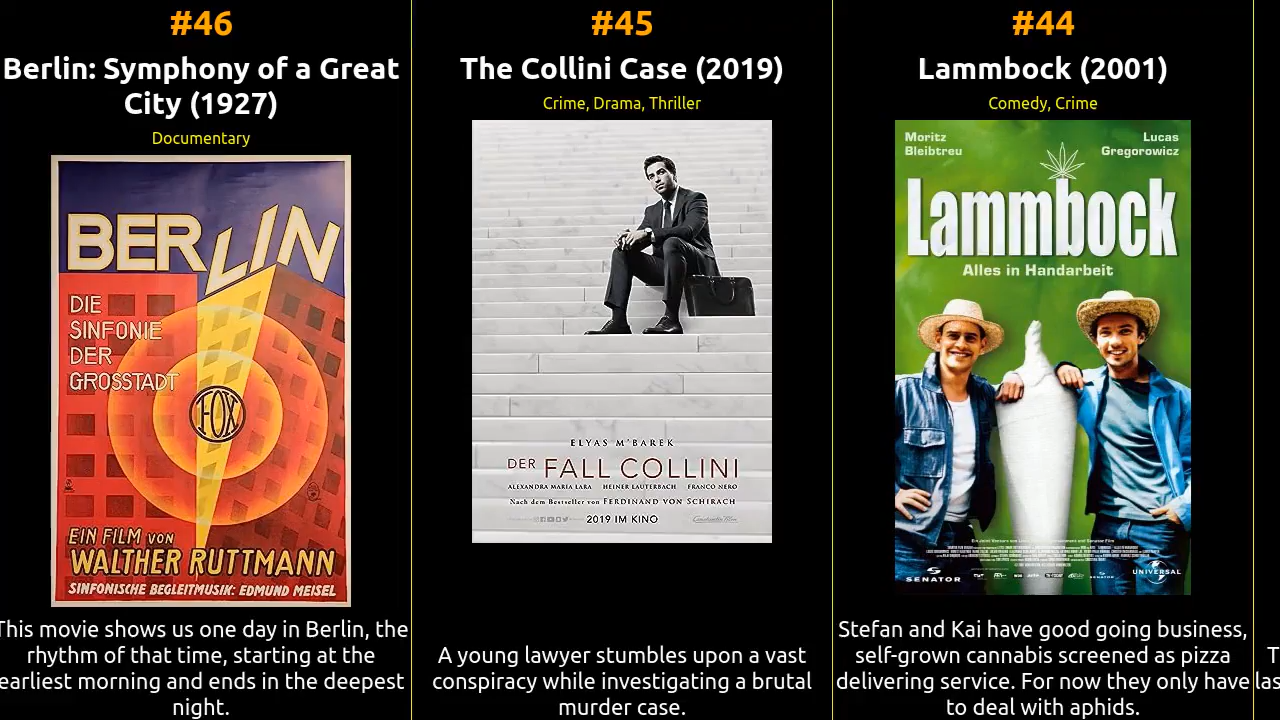 #46
Berlin: Symphony of a Great
City (1927)
Documentary
BERLIN
DIE
SINFONIE
DER
GROSSTADT
FOX
EIN FILM VON
WALTHER RUTTMANN
SINFONISCHE BEGLEITMUSIK: EDMUND MEISEL
This movie shows us one day in Berlin, the
rhythm of that time, starting at the
earliest morning and ends in the deepest
night.
#45
The Collini Case (2019)
Crime, Drama, Thriller
ELYAS M'BAREK
DER FALL COLLINI
ALEXANDRA MARIA LARA HEINER LAUTERBACH FRANCO NERO
Nach dem Bestseller von FERDINAND VON SCHIRACH
2019 IM KINO
Constantin Film
A young lawyer stumbles upon a vast
conspiracy while investigating a brutal
murder case.
#44
Lammbock (2001)
Comedy, Crime
Moritz
Bleibtreu
Lucas
Gregorowicz
Lammbock
Alles in Handarbeit
SENATOR
UNIVERSAL
Stefan and Kai have good going business,
self-grown cannabis screened as pizza
delivering service. For now they only have
to deal with aphids.
T
las